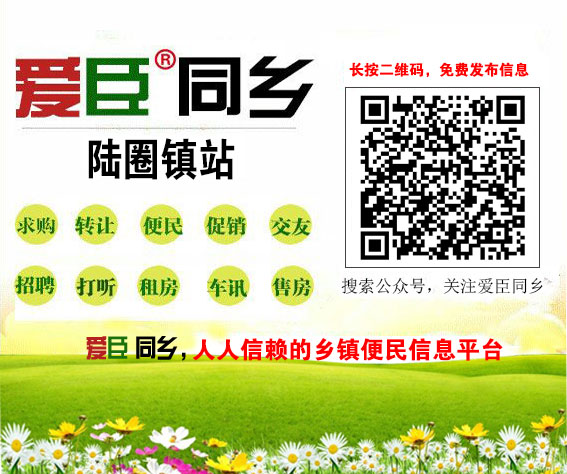 爱臣®同乡
陆圈镇站
求购 转让 便民 促销 交友
招聘 打听 租房 车讯 售房
长按二维码，免费发布信息
搜索公众号，关注爱臣同乡
爱臣同乡，人人信赖的乡镇便民信息平台